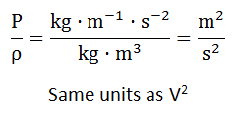 P/ρ = (kg · m⁻¹ · s⁻²)/(kg · m³) = m²/s²
Same units as V²